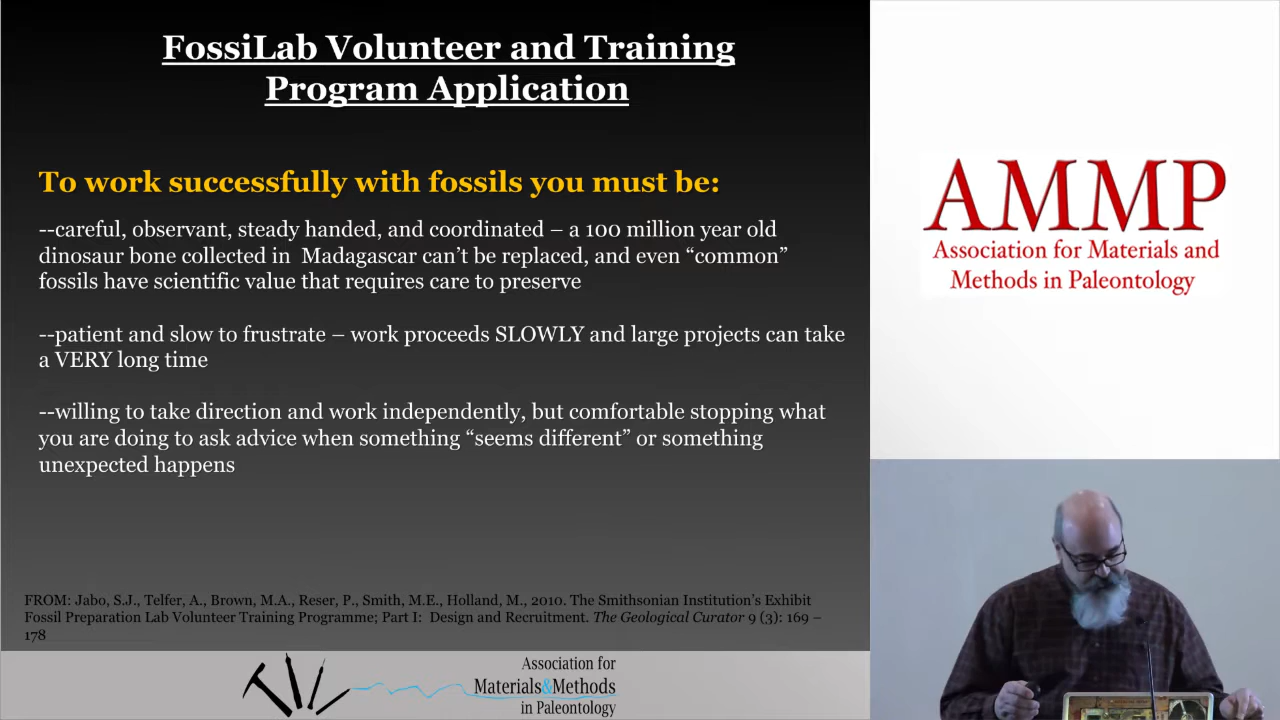 FossiLab Volunteer and Training
Program Application
To work successfully with fossils you must be:
--careful, observant, steady handed, and coordinated – a 100 million year old
dinosaur bone collected in  Madagascar can’t be replaced, and even “common”
fossils have scientific value that requires care to preserve
--patient and slow to frustrate – work proceeds SLOWLY and large projects can take
a VERY long time
--willing to take direction and work independently, but comfortable stopping what
you are doing to ask advice when something “seems different” or something
unexpected happens
FROM: Jabo, S.J., Telfer, A., Brown, M.A., Reser, P., Smith, M.E., Holland, M., 2010. The Smithsonian Institution’s Exhibit
Fossil Preparation Lab Volunteer Training Programme; Part I:  Design and Recruitment. The Geological Curator 9 (3): 169 –
178
Association for
Materials&Methods
in Paleontology
AMMP
Association for Materials and
Methods in Paleontology